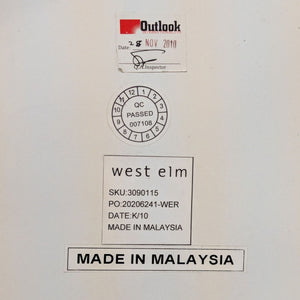 Outlook
Date: 28 NOV 2010
Q.C Inspector
12 1 2 3 4 5 6 7 8 9 10 11
QC
PASSED
007108
west elm
SKU:3090115
PO:20206241-WER
DATE:K/10
MADE IN MALAYSIA
MADE IN MALAYSIA